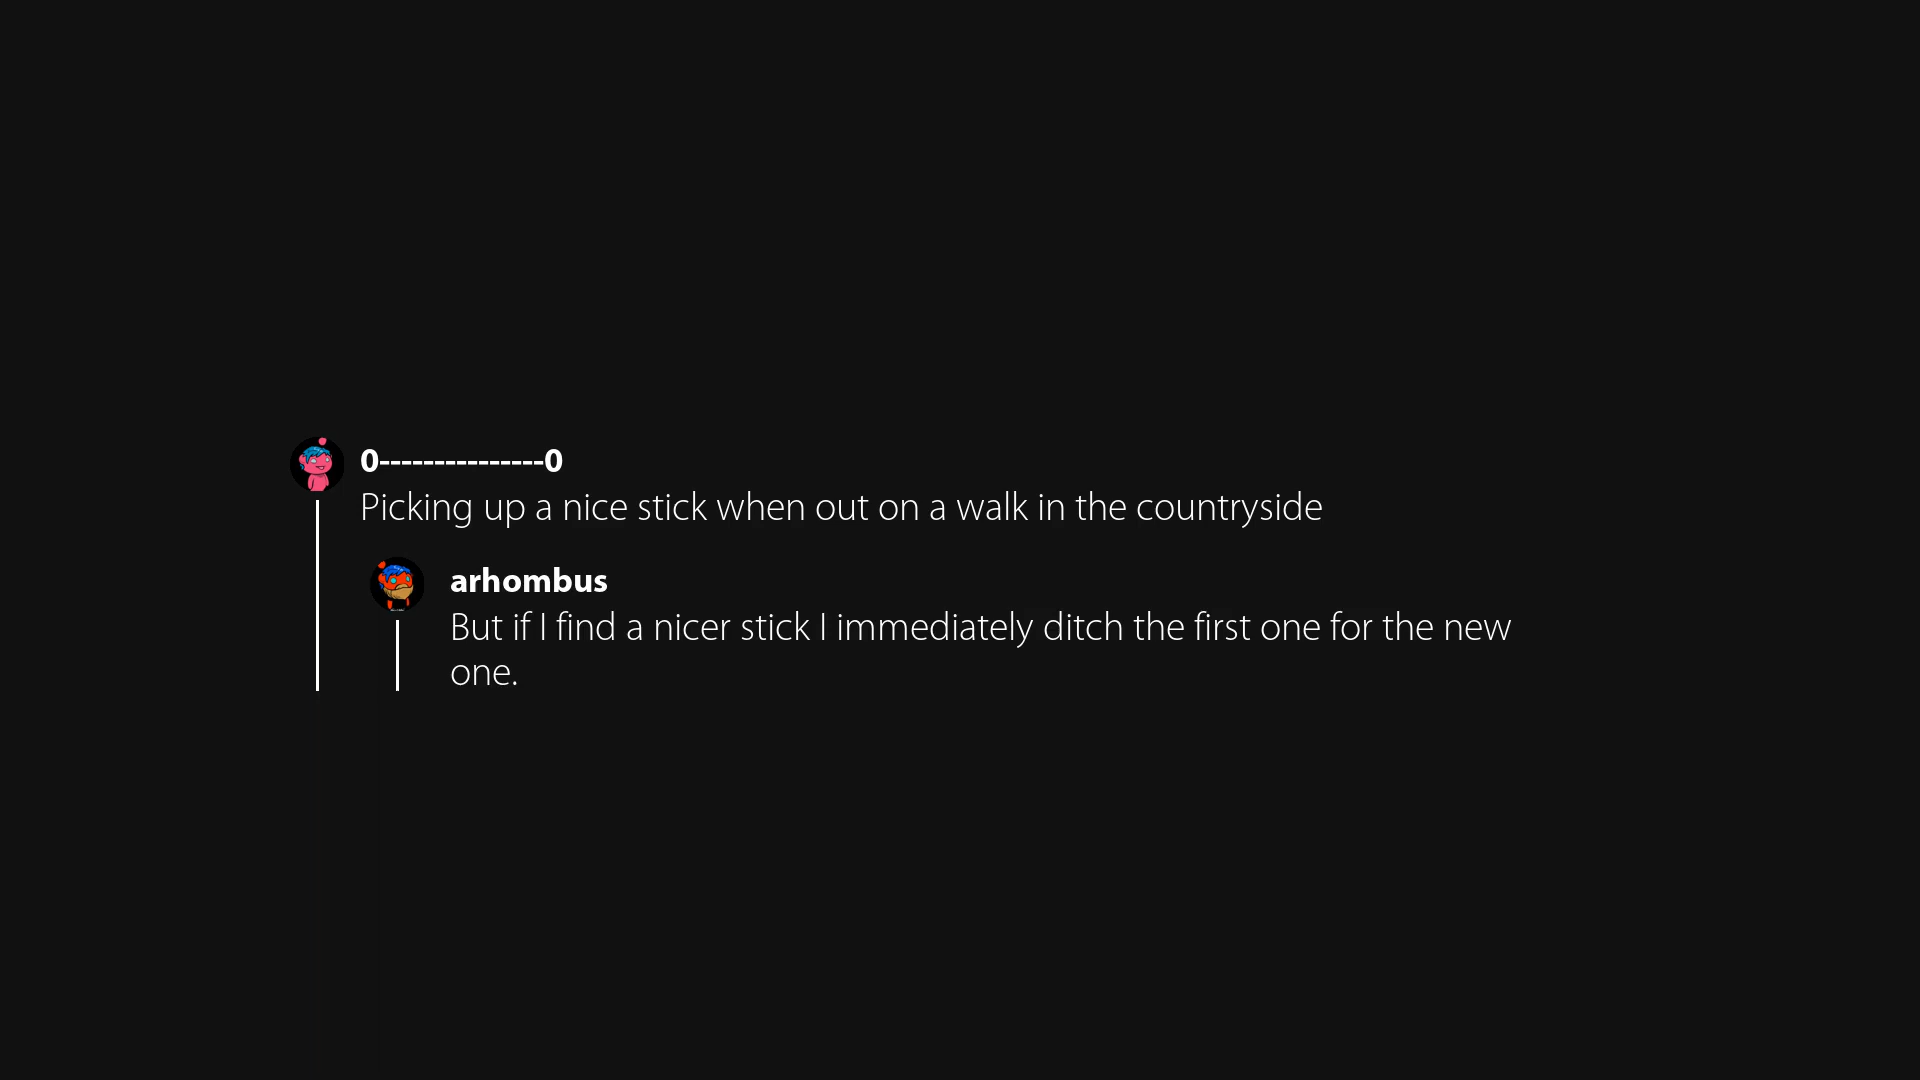 0---------------0
Picking up a nice stick when out on a walk in the countryside
arhombus
But if I find a nicer stick I immediately ditch the first one for the new
one.